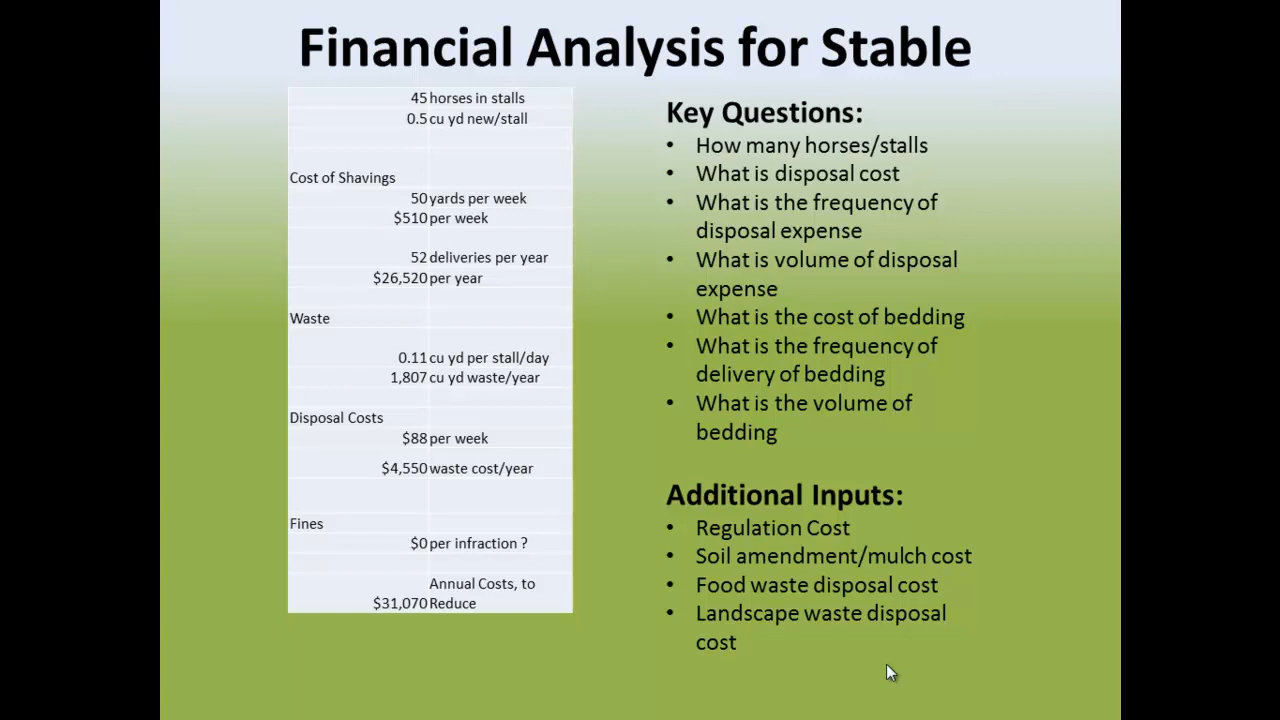 Financial Analysis for Stable
45 horses in stalls
0.5 cu yd new/stall
Cost of Shavings
50 yards per week
$510 per week
52 deliveries per year
$26,520 per year
Waste
0.11 cu yd per stall/day
1,807 cu yd waste/year
Disposal Costs
$88 per week
$4,550 waste cost/year
Fines
$0 per infraction ?
Annual Costs, to
$31,070 Reduce
Key Questions:
• How many horses/stalls
• What is disposal cost
• What is the frequency of
disposal expense
• What is volume of disposal
expense
• What is the cost of bedding
• What is the frequency of
delivery of bedding
• What is the volume of
bedding
Additional Inputs:
• Regulation Cost
• Soil amendment/mulch cost
• Food waste disposal cost
• Landscape waste disposal
cost